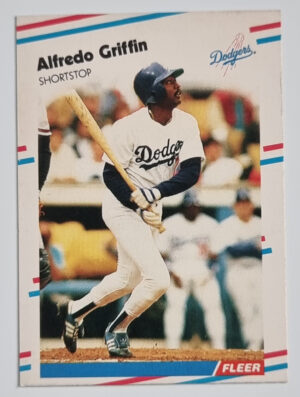 Alfredo Griffin
SHORTSTOP
Dodgers
Dodgers
FLEER